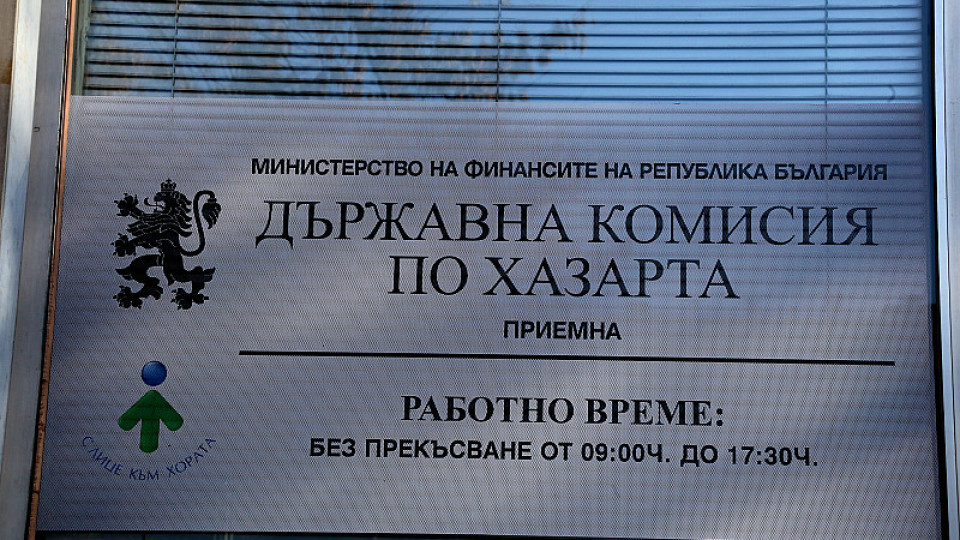 МИНИСТЕРСТВО НА ФИНАНСИТЕ НА РЕПУБЛИКА БЪЛГАРИЯ
ДЪРЖАВНА КОМИСИЯ
ПО ХАЗАРТА
ПРИЕМНА
РАБОТНО ВРЕМЕ:
БЕЗ ПРЕКЪСВАНЕ ОТ 09:00Ч. ДО 17:30Ч.
С ЛИЦЕ КЪМ ХОРАТА